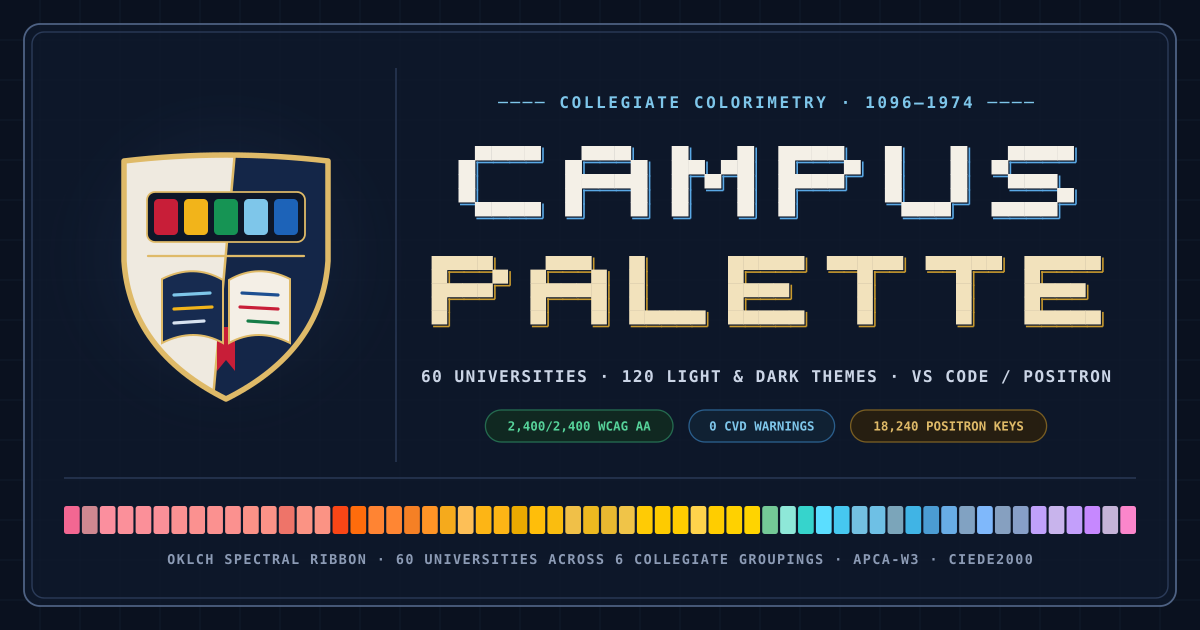 ──── COLLEGIATE COLORIMETRY · 1096–1974 ────
CAMPUS
PALETTE
60 UNIVERSITIES · 120 LIGHT & DARK THEMES · VS CODE / POSITRON
2,400/2,400 WCAG AA
0 CVD WARNINGS
18,240 POSITRON KEYS
OKLCH SPECTRAL RIBBON · 60 UNIVERSITIES ACROSS 6 COLLEGIATE GROUPINGS · APCA-W3 · CIEDE2000